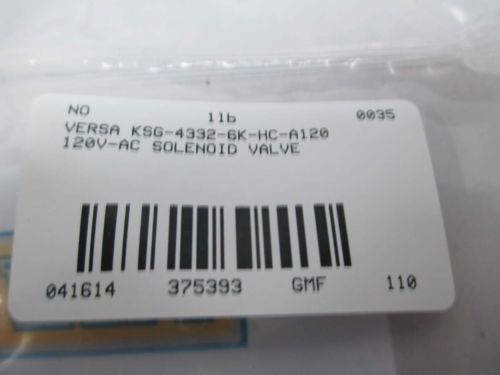 NO 1lb 0035
VERSA KSG-4332-6K-HC-A120
120V-AC SOLENOID VALVE
041614 375393 GMF 110